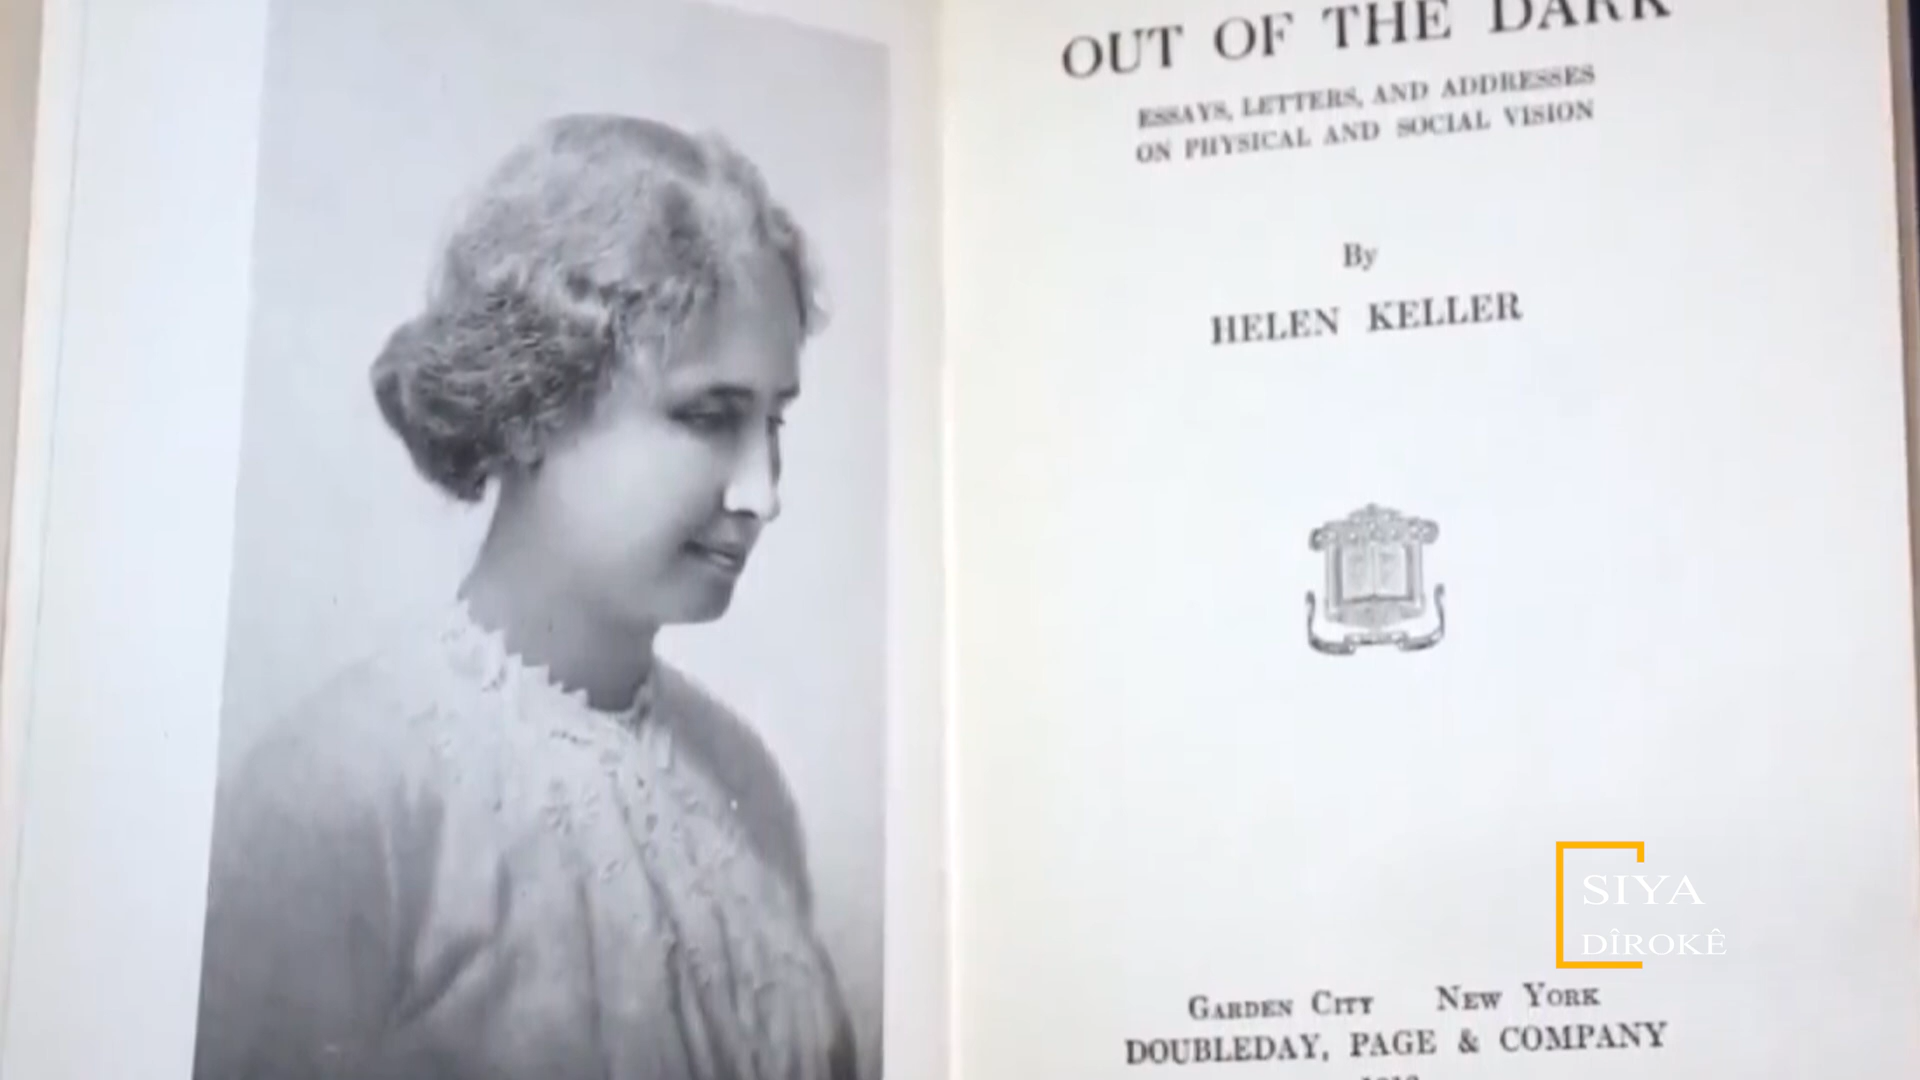 OUT OF THE DARK
ESSAYS, LETTERS, AND ADDRESSES
ON PHYSICAL AND SOCIAL VISION
By
HELEN KELLER
SIYA
DÎROKÊ
GARDEN CITY NEW YORK
DOUBLEDAY, PAGE & COMPANY